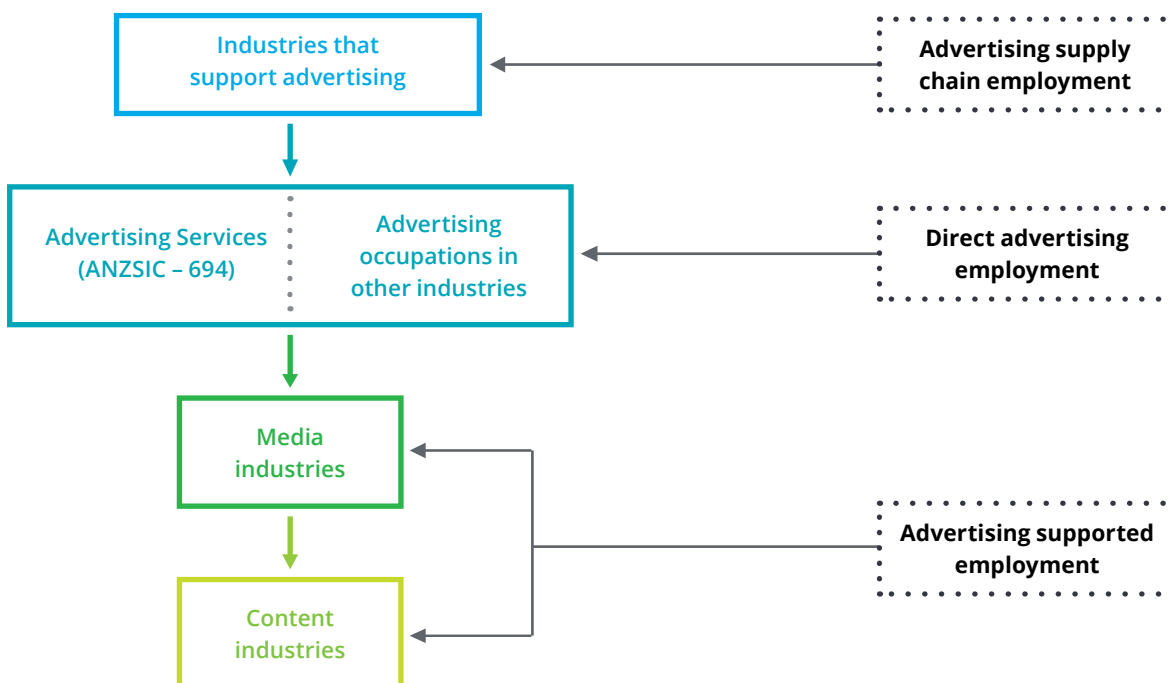 Industries that
support advertising
Advertising supply
chain employment
Advertising Services
(ANZSIC – 694)
Advertising
occupations in
other industries
Direct advertising
employment
Media
industries
Advertising supported
employment
Content
industries